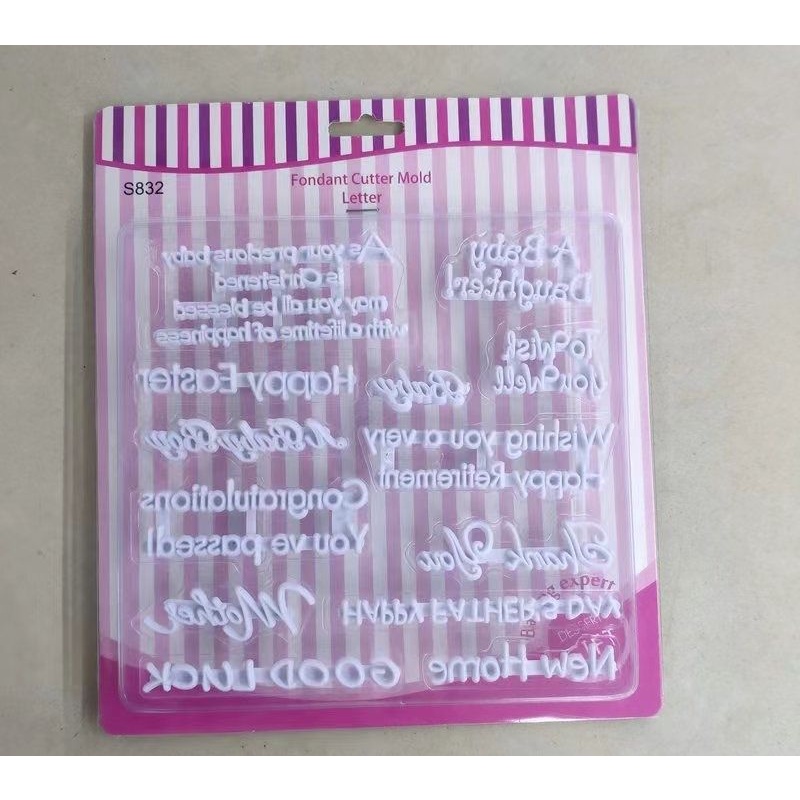 Fondant Cutter Mold
Letter
S832
As your precious baby
is Christened
may you all be blessed
with a lifetime of happiness
A Baby
Daughter!
To Wish
You Well
Happy Easter
Baby
A Baby Boy
Wishing you a very
Happy Retirement
Congratulations
You've passed!
Thank You
Mother
HAPPY FATHER'S DAY
GOOD LUCK
New Home
expert
DESSERT